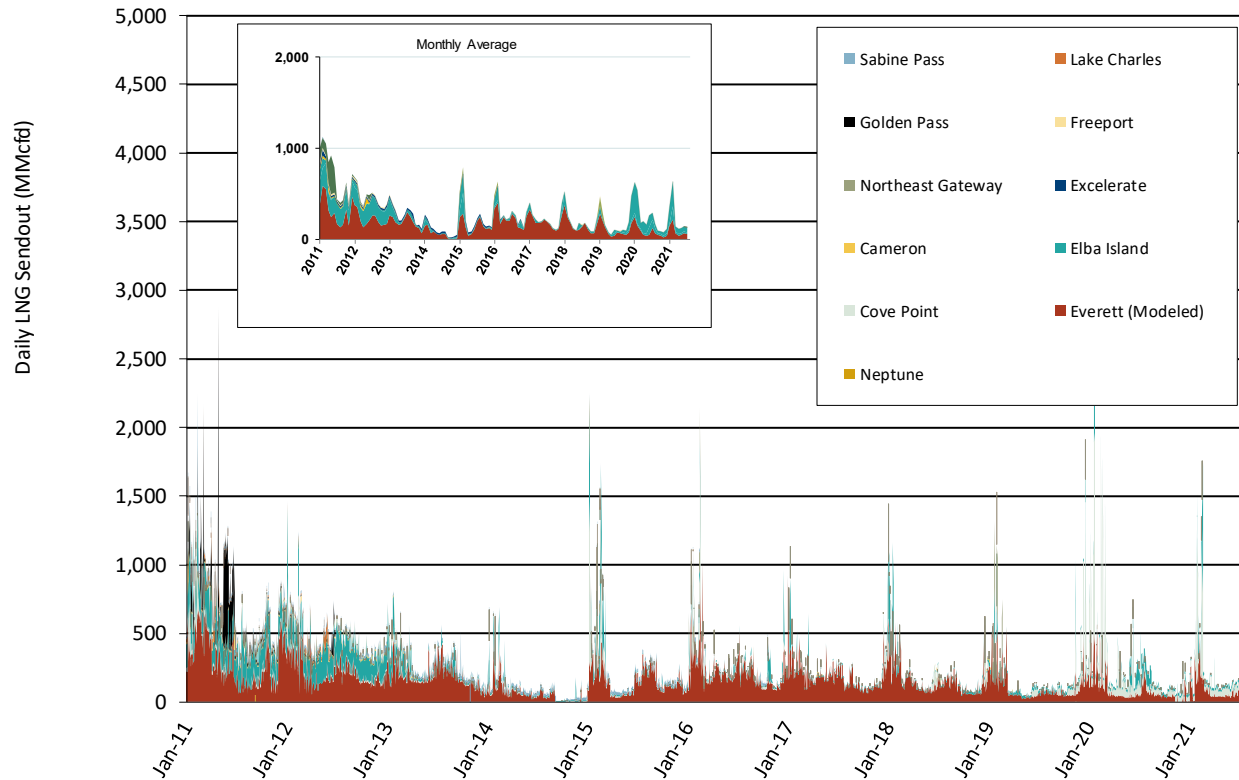 Daily LNG Sendout (MMcfd)
5,000
4,500
4,000
3,500
3,000
2,500
2,000
1,500
1,000
500
0
Jan-11
Jan-12
Jan-13
Jan-14
Jan-15
Jan-16
Jan-17
Jan-18
Jan-19
Jan-20
Jan-21
Monthly Average
2,000
1,000
0
2011
2012
2013
2014
2015
2016
2017
2018
2019
2020
2021
Sabine Pass
Lake Charles
Golden Pass
Freeport
Northeast Gateway
Excelerate
Cameron
Elba Island
Cove Point
Everett (Modeled)
Neptune